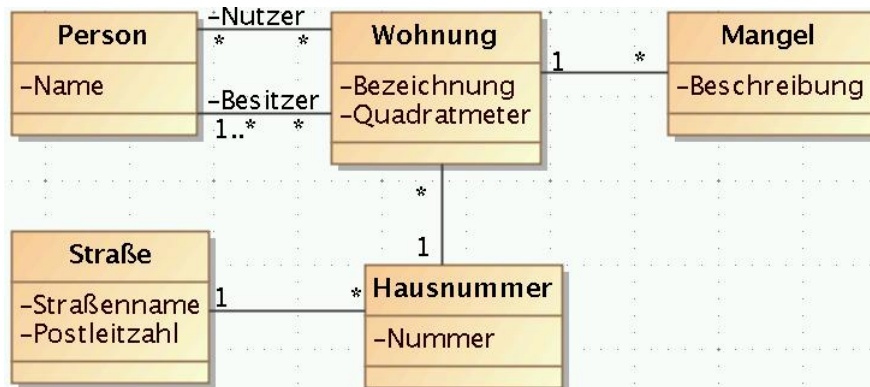 Person
–Name
–Nutzer
* *
–Besitzer
1..* *
Wohnung
–Bezeichnung
–Quadratmeter
1 *
Mangel
–Beschreibung
*
1
Straße
–Straßenname
–Postleitzahl
1 *
Hausnummer
–Nummer